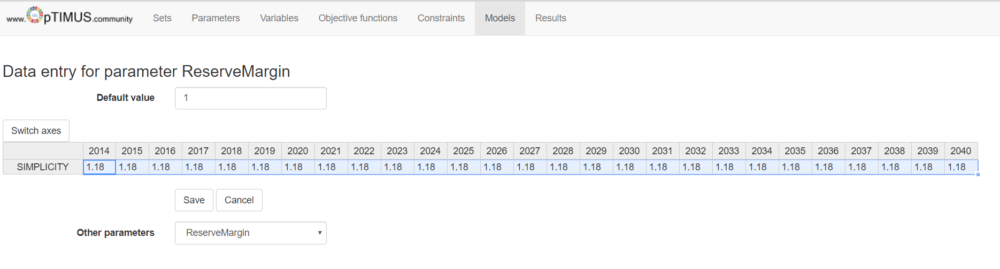 www.OpTIMUS.community Sets Parameters Variables Objective functions Constraints Models Results
Data entry for parameter ReserveMargin
Default value 1
Switch axes
2014 2015 2016 2017 2018 2019 2020 2021 2022 2023 2024 2025 2026 2027 2028 2029 2030 2031 2032 2033 2034 2035 2036 2037 2038 2039 2040
SIMPLICITY 1.18 1.18 1.18 1.18 1.18 1.18 1.18 1.18 1.18 1.18 1.18 1.18 1.18 1.18 1.18 1.18 1.18 1.18 1.18 1.18 1.18 1.18 1.18 1.18 1.18 1.18 1.18
Save Cancel
Other parameters ReserveMargin